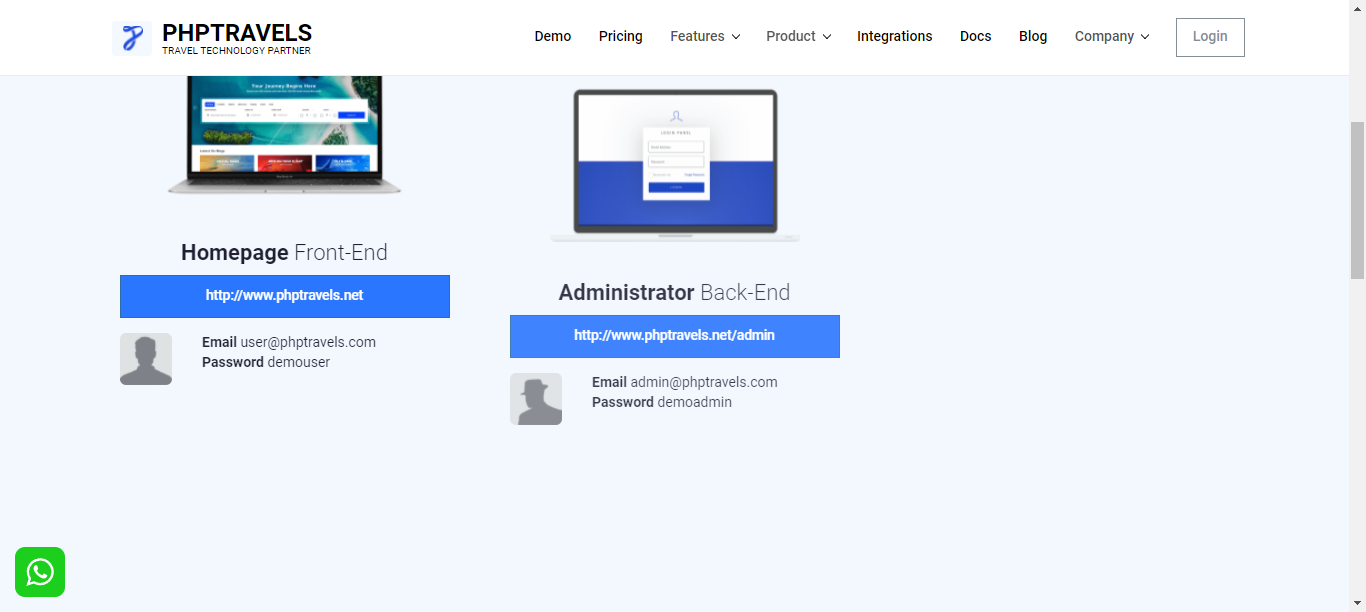 PHPTRAVELS
TRAVEL TECHNOLOGY PARTNER
Demo Pricing Features Product Integrations Docs Blog Company Login
Your Journey Begins Here
LOGIN PANEL
Homepage Front-End
http://www.phptravels.net
Email user@phptravels.com
Password demouser
Administrator Back-End
http://www.phptravels.net/admin
Email admin@phptravels.com
Password demoadmin